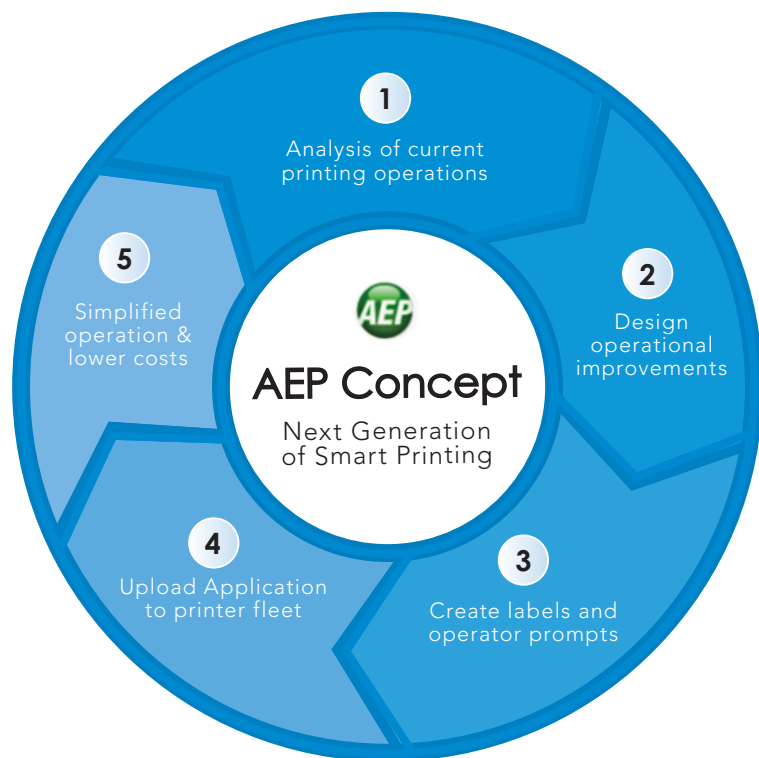 1
Analysis of current
printing operations
2
Design
operational
improvements
3
Create labels and
operator prompts
4
Upload Application
to printer fleet
5
Simplified
operation &
lower costs
AEP
AEP Concept
Next Generation
of Smart Printing